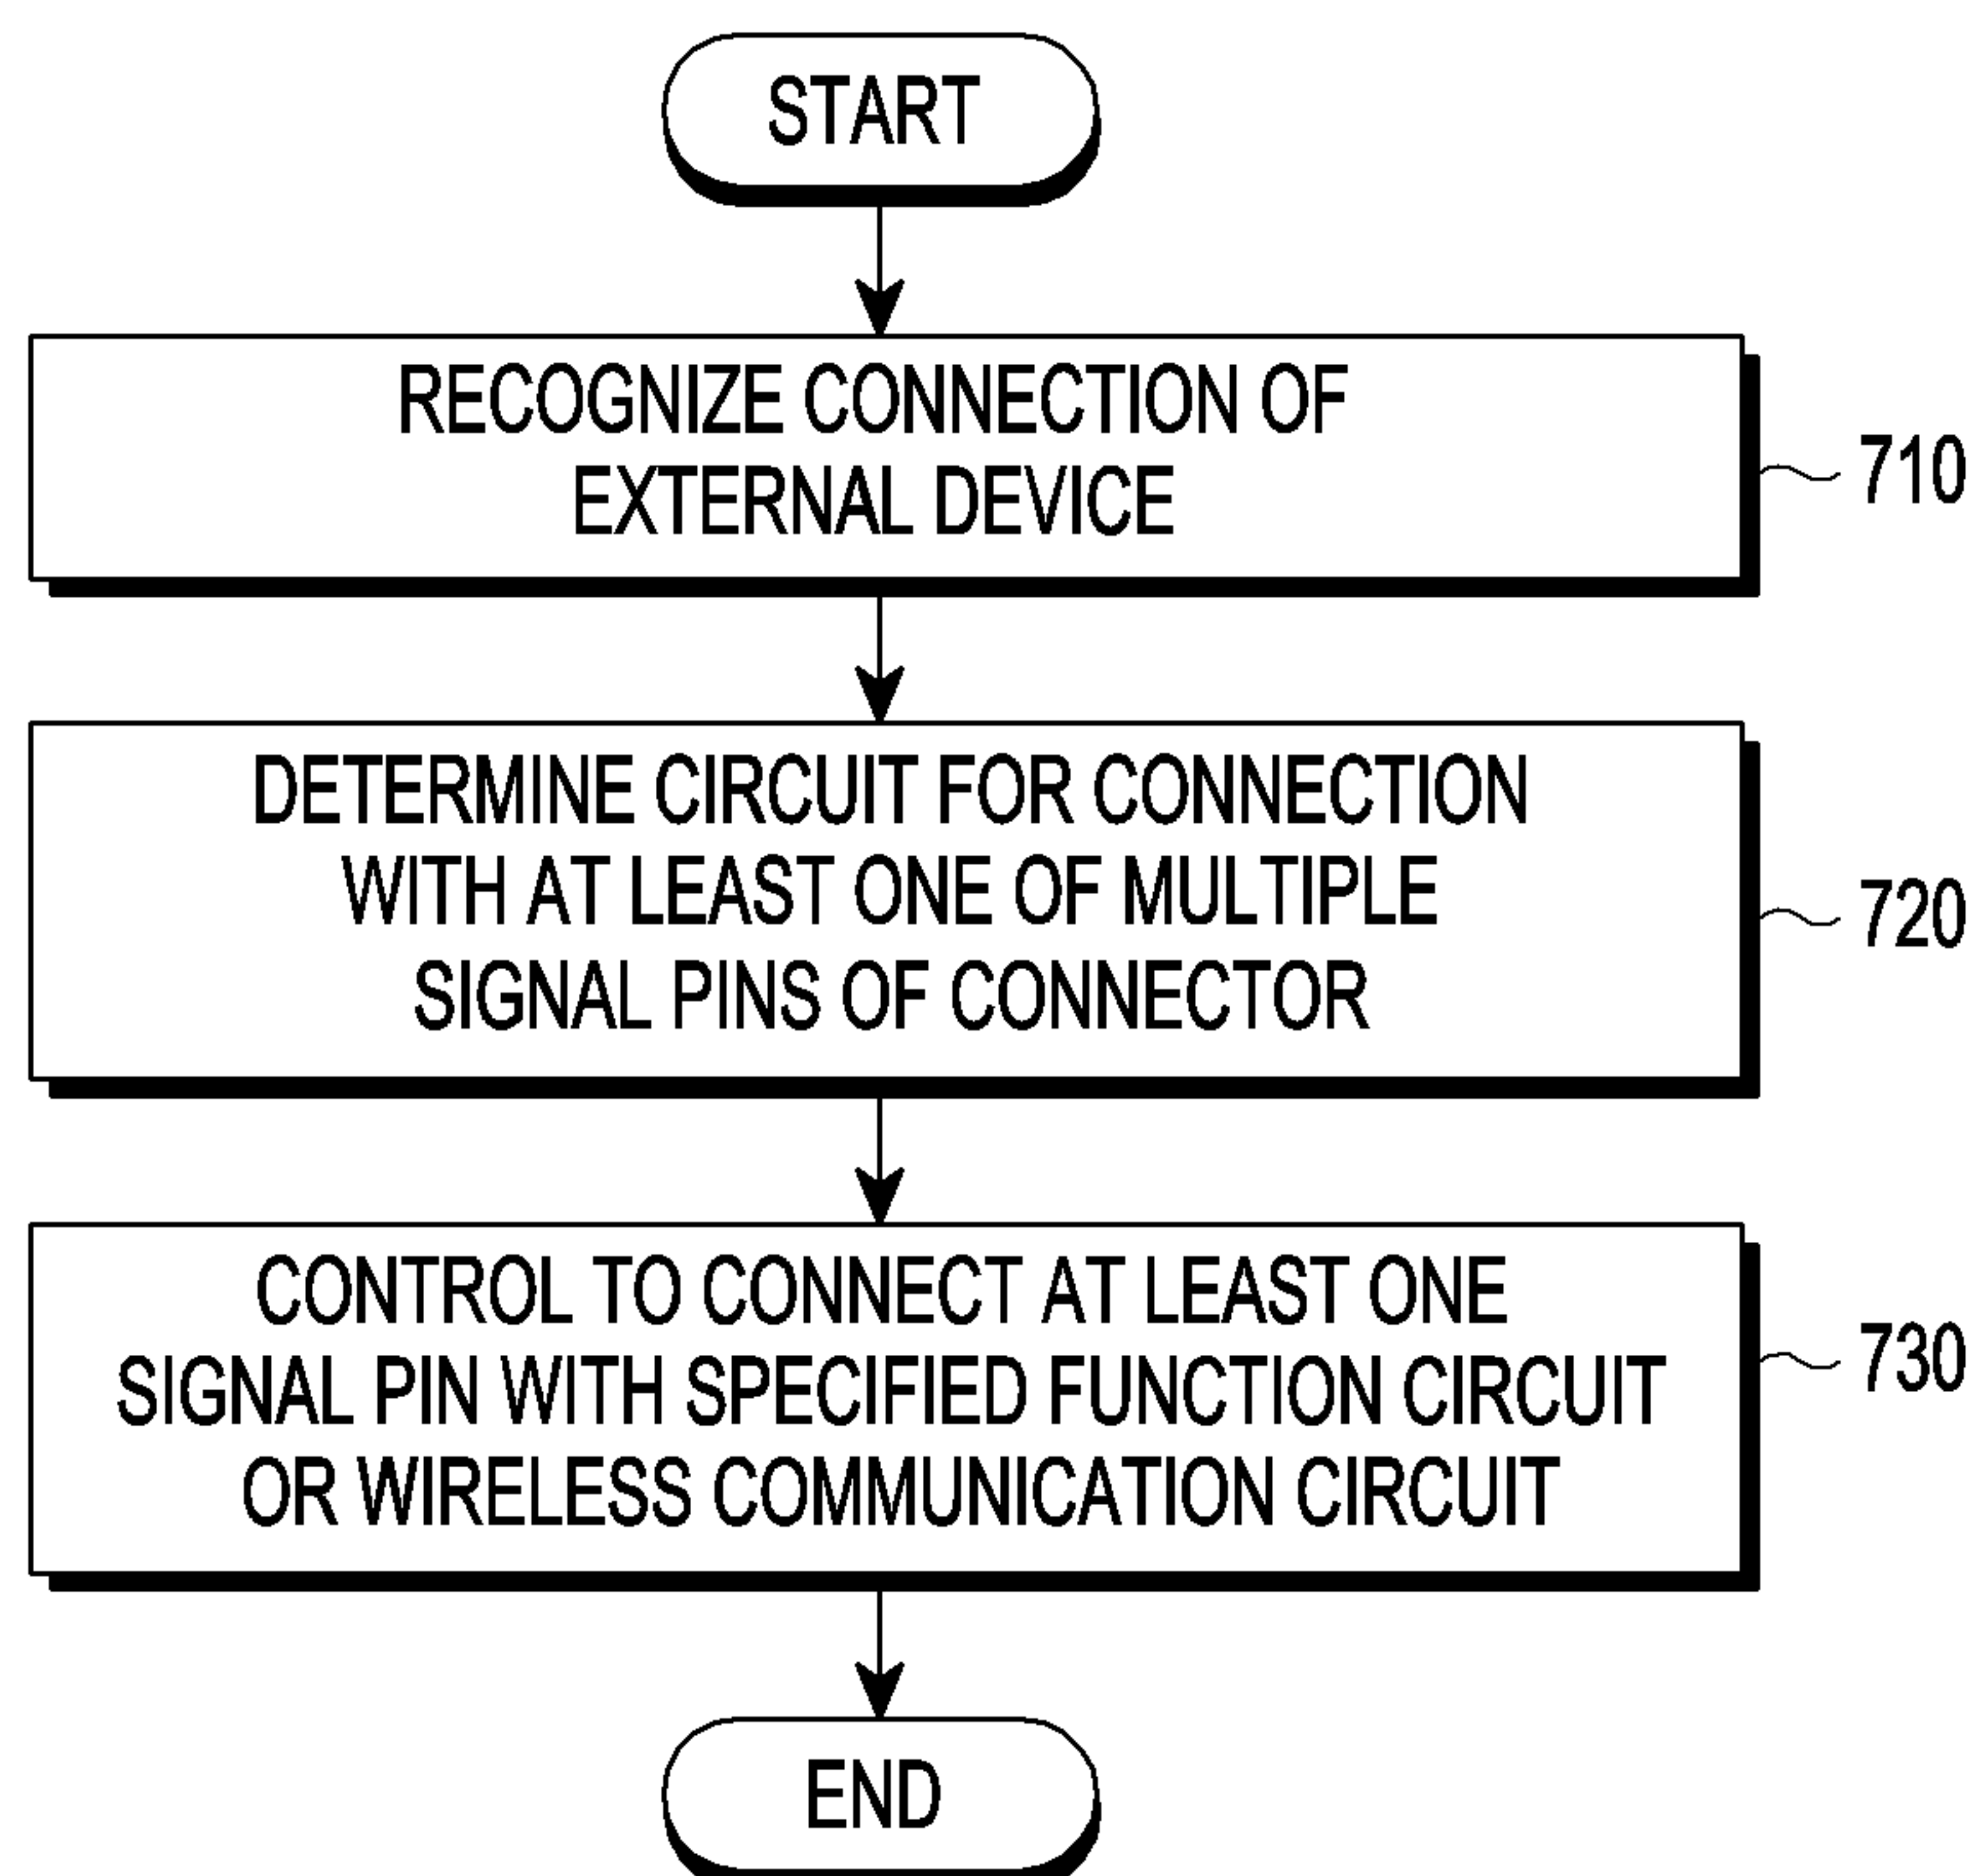 START
RECOGNIZE CONNECTION OF
EXTERNAL DEVICE
710
DETERMINE CIRCUIT FOR CONNECTION
WITH AT LEAST ONE OF MULTIPLE
SIGNAL PINS OF CONNECTOR
720
CONTROL TO CONNECT AT LEAST ONE
SIGNAL PIN WITH SPECIFIED FUNCTION CIRCUIT
OR WIRELESS COMMUNICATION CIRCUIT
730
END